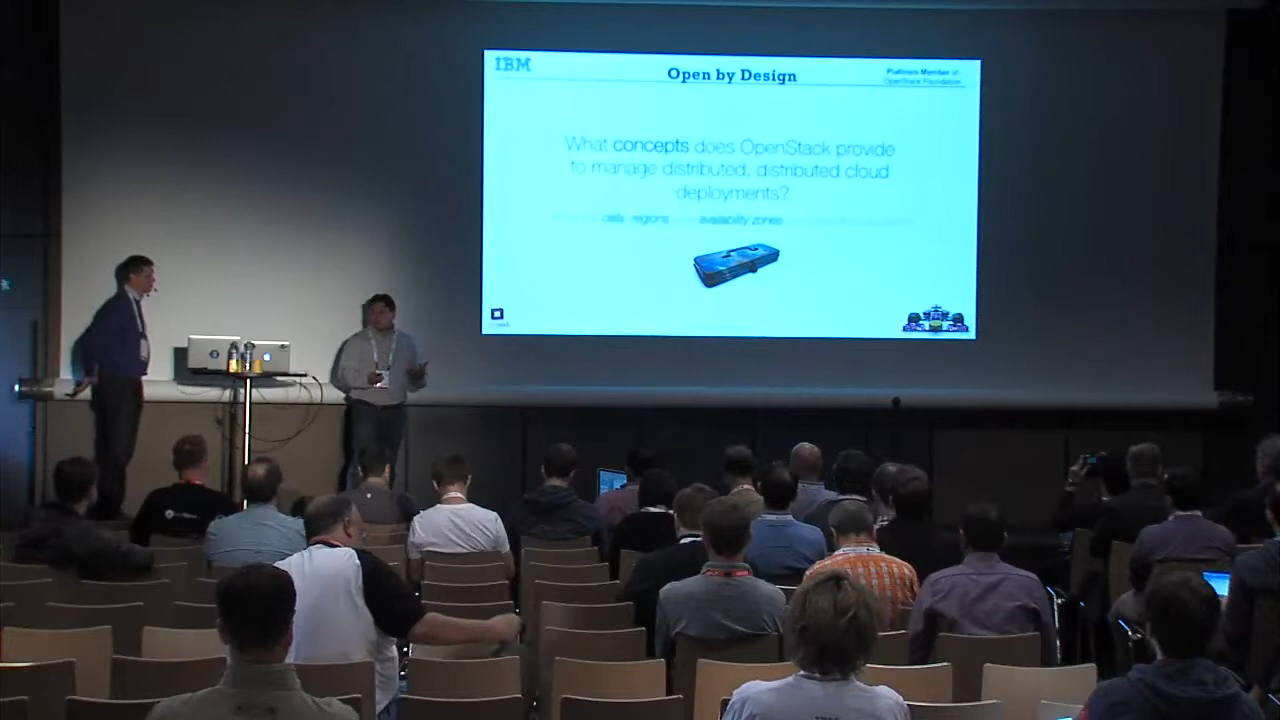 IBM
Open by Design
Platinum Member of
OpenStack Foundation
What concepts does OpenStack provide
to manage distributed, distributed cloud
deployments?
cells regions availability zones